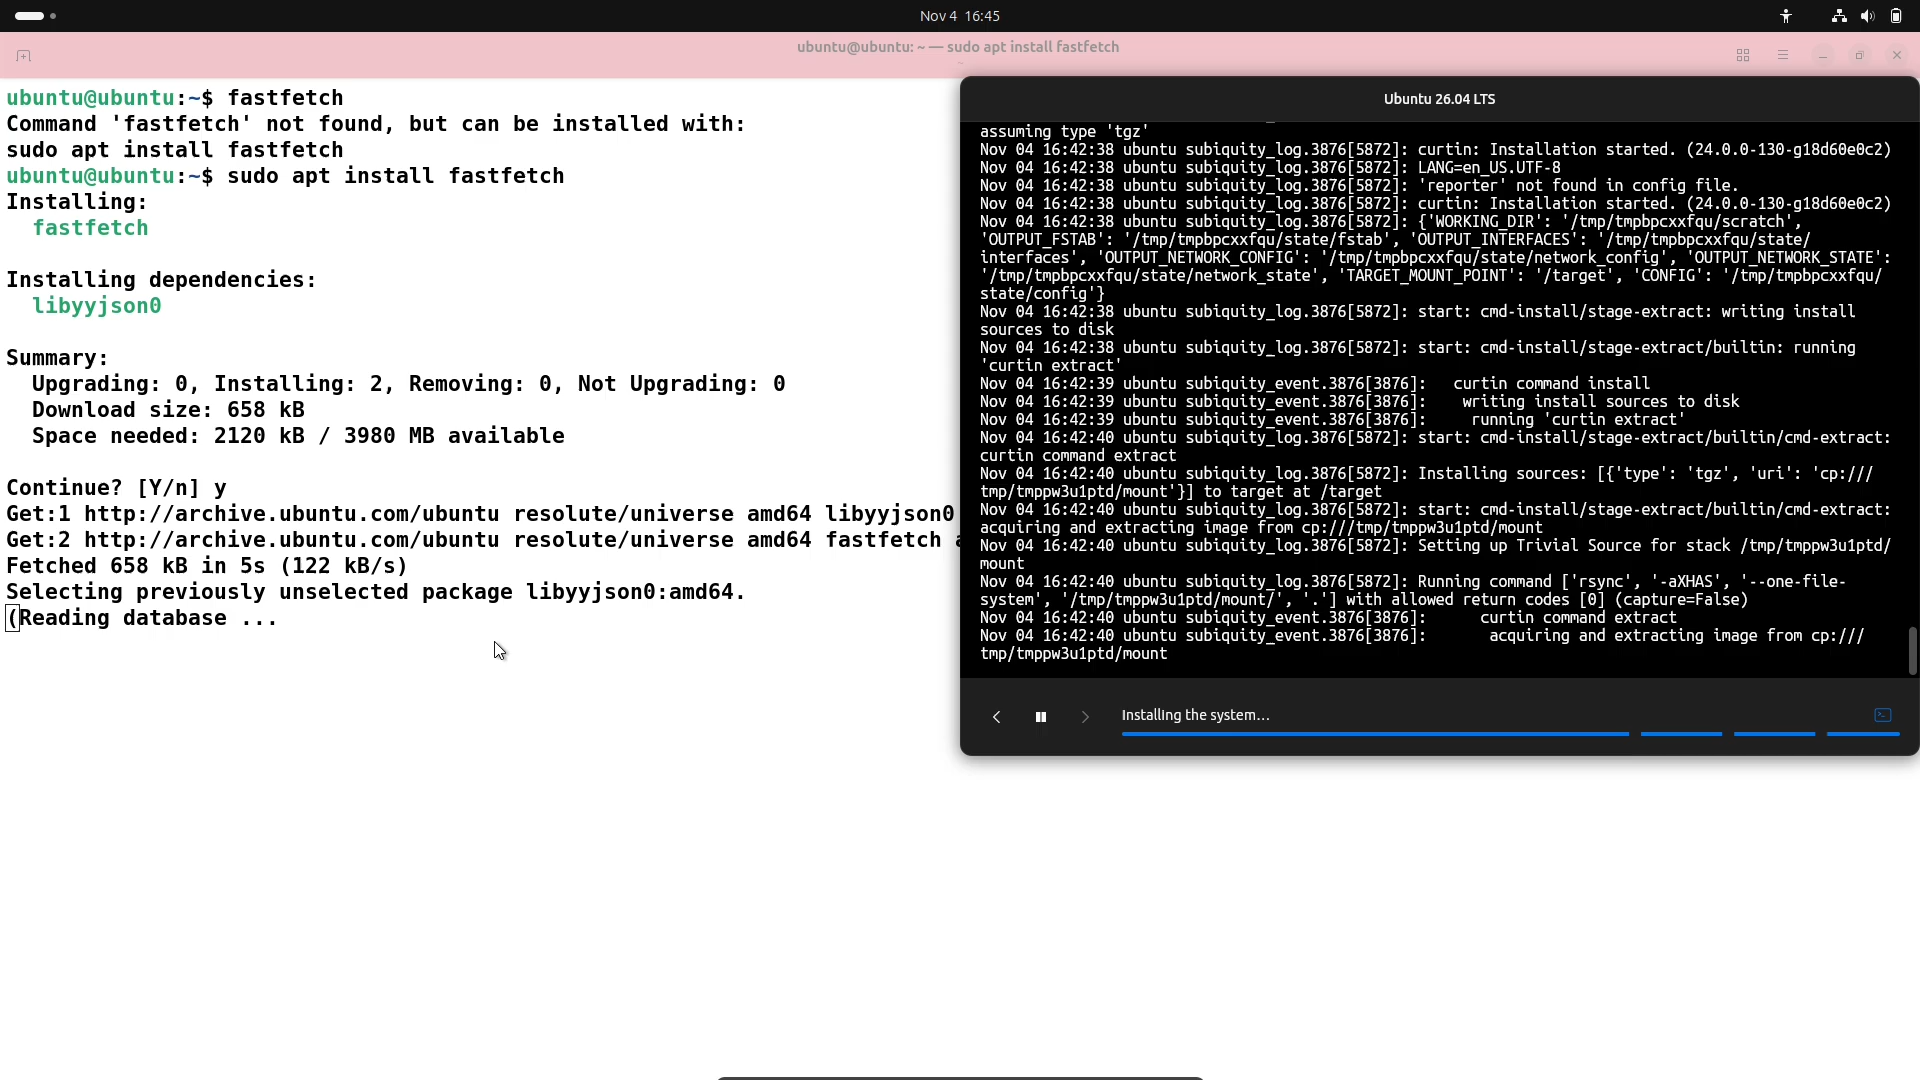 Nov 4 16:45
ubuntu@ubuntu: ~ — sudo apt install fastfetch
~
ubuntu@ubuntu:~$ fastfetch
Command 'fastfetch' not found, but can be installed with:
sudo apt install fastfetch
ubuntu@ubuntu:~$ sudo apt install fastfetch
Installing:
fastfetch
Installing dependencies:
libyyjson0
Summary:
Upgrading: 0, Installing: 2, Removing: 0, Not Upgrading: 0
Download size: 658 kB
Space needed: 2120 kB / 3980 MB available
Continue? [Y/n] y
Get:1 http://archive.ubuntu.com/ubuntu resolute/universe amd64 libyyjson0
Get:2 http://archive.ubuntu.com/ubuntu resolute/universe amd64 fastfetch
Fetched 658 kB in 5s (122 kB/s)
Selecting previously unselected package libyyjson0:amd64.
(Reading database ...
Ubuntu 26.04 LTS
assuming type 'tgz'
Nov 04 16:42:38 ubuntu subiquity_log.3876[5872]: curtin: Installation started. (24.0.0-130-g18d60e0c2)
Nov 04 16:42:38 ubuntu subiquity_log.3876[5872]: LANG=en_US.UTF-8
Nov 04 16:42:38 ubuntu subiquity_log.3876[5872]: 'reporter' not found in config file.
Nov 04 16:42:38 ubuntu subiquity_log.3876[5872]: curtin: Installation started. (24.0.0-130-g18d60e0c2)
Nov 04 16:42:38 ubuntu subiquity_log.3876[5872]: {'WORKING_DIR': '/tmp/tmpbpcxxfqu/scratch',
'OUTPUT_FSTAB': '/tmp/tmpbpcxxfqu/state/fstab', 'OUTPUT_INTERFACES': '/tmp/tmpbpcxxfqu/state/
interfaces', 'OUTPUT_NETWORK_CONFIG': '/tmp/tmpbpcxxfqu/state/network_config', 'OUTPUT_NETWORK_STATE':
'/tmp/tmpbpcxxfqu/state/network_state', 'TARGET_MOUNT_POINT': '/target', 'CONFIG': '/tmp/tmpbpcxxfqu/
state/config'}
Nov 04 16:42:38 ubuntu subiquity_log.3876[5872]: start: cmd-install/stage-extract: writing install
sources to disk
Nov 04 16:42:38 ubuntu subiquity_log.3876[5872]: start: cmd-install/stage-extract/builtin: running
'curtin extract'
Nov 04 16:42:39 ubuntu subiquity_event.3876[3876]: curtin command install
Nov 04 16:42:39 ubuntu subiquity_event.3876[3876]: writing install sources to disk
Nov 04 16:42:39 ubuntu subiquity_event.3876[3876]: running 'curtin extract'
Nov 04 16:42:40 ubuntu subiquity_log.3876[5872]: start: cmd-install/stage-extract/builtin/cmd-extract:
curtin command extract
Nov 04 16:42:40 ubuntu subiquity_log.3876[5872]: Installing sources: [{'type': 'tgz', 'uri': 'cp:///
tmp/tmppw3u1ptd/mount'}] to target at /target
Nov 04 16:42:40 ubuntu subiquity_log.3876[5872]: start: cmd-install/stage-extract/builtin/cmd-extract:
acquiring and extracting image from cp:///tmp/tmppw3u1ptd/mount
Nov 04 16:42:40 ubuntu subiquity_log.3876[5872]: Setting up Trivial Source for stack /tmp/tmppw3u1ptd/
mount
Nov 04 16:42:40 ubuntu subiquity_log.3876[5872]: Running command ['rsync', '-aXHAS', '--one-file-
system', '/tmp/tmppw3u1ptd/mount/', '.'] with allowed return codes [0] (capture=False)
Nov 04 16:42:40 ubuntu subiquity_event.3876[3876]: curtin command extract
Nov 04 16:42:40 ubuntu subiquity_event.3876[3876]: acquiring and extracting image from cp:///
tmp/tmppw3u1ptd/mount
Installing the system…